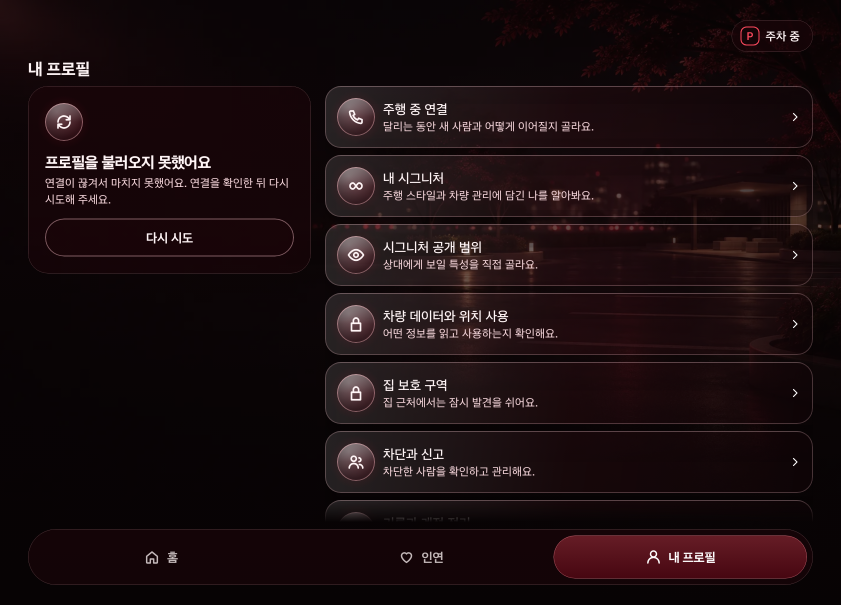 P 주차 중
내 프로필
프로필을 불러오지 못했어요
연결이 끊겨서 마치지 못했어요. 연결을 확인한 뒤 다시
시도해 주세요.
다시 시도
주행 중 연결
달리는 동안 새 사람과 어떻게 이어질지 골라요.
내 시그니처
주행 스타일과 차량 관리에 담긴 나를 알아봐요.
시그니처 공개 범위
상대에게 보일 특성을 직접 골라요.
차량 데이터와 위치 사용
어떤 정보를 읽고 사용하는지 확인해요.
집 보호 구역
집 근처에서는 잠시 발견을 쉬어요.
차단과 신고
차단한 사람을 확인하고 관리해요.
홈
인연
내 프로필